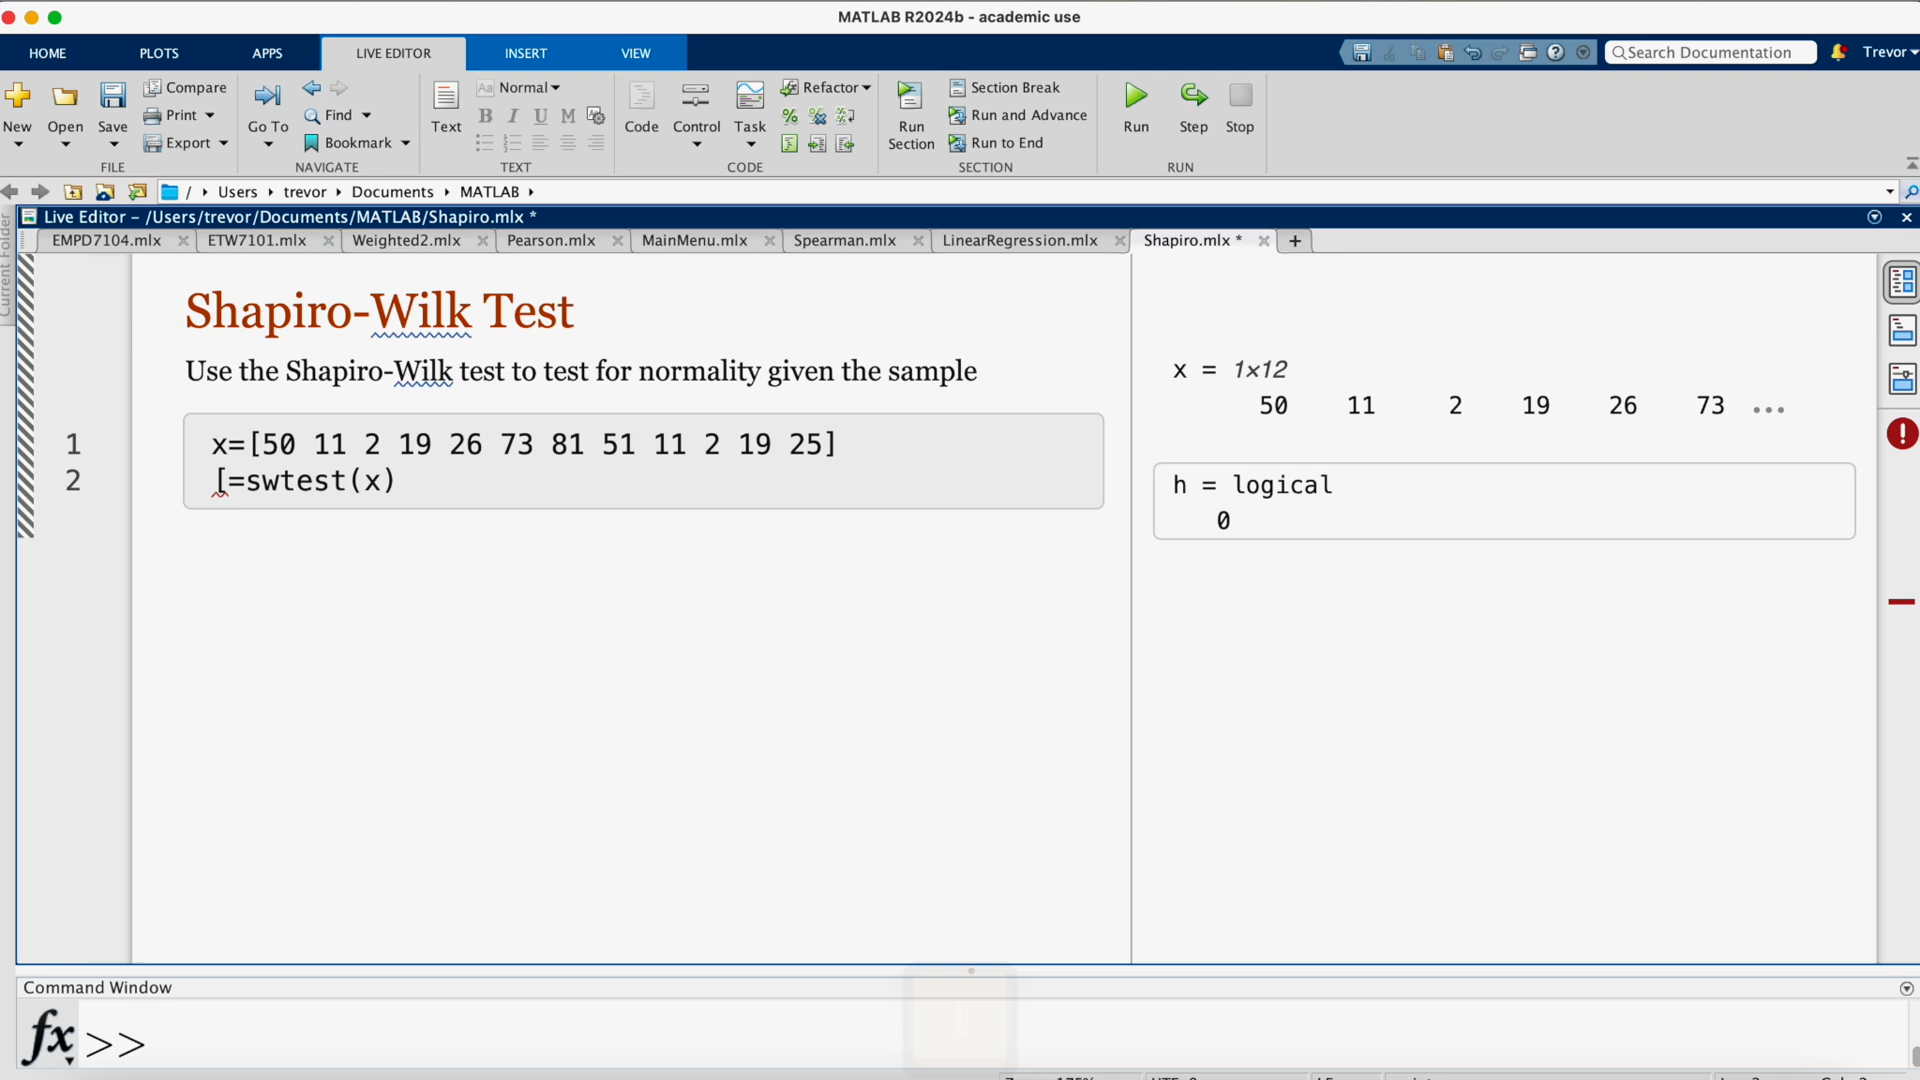 MATLAB R2024b - academic use
HOME PLOTS APPS LIVE EDITOR INSERT VIEW Search Documentation Trevor
New Open Save Compare Print Export FILE
Go To Find Bookmark NAVIGATE
Text Normal B I U M TEXT
Code Control Task Refactor CODE
Run Section Section Break Run and Advance Run to End SECTION
Run Step Stop RUN
/ Users trevor Documents MATLAB
Current Folder
Live Editor - /Users/trevor/Documents/MATLAB/Shapiro.mlx *
EMPD7104.mlx ETW7101.mlx Weighted2.mlx Pearson.mlx MainMenu.mlx Spearman.mlx LinearRegression.mlx Shapiro.mlx * +
Shapiro-Wilk Test
Use the Shapiro-Wilk test to test for normality given the sample
1 x=[50 11 2 19 26 73 81 51 11 2 19 25]
2 [=swtest(x)
x = 1×12
50 11 2 19 26 73 ...
h = logical
0
Command Window
fx >>